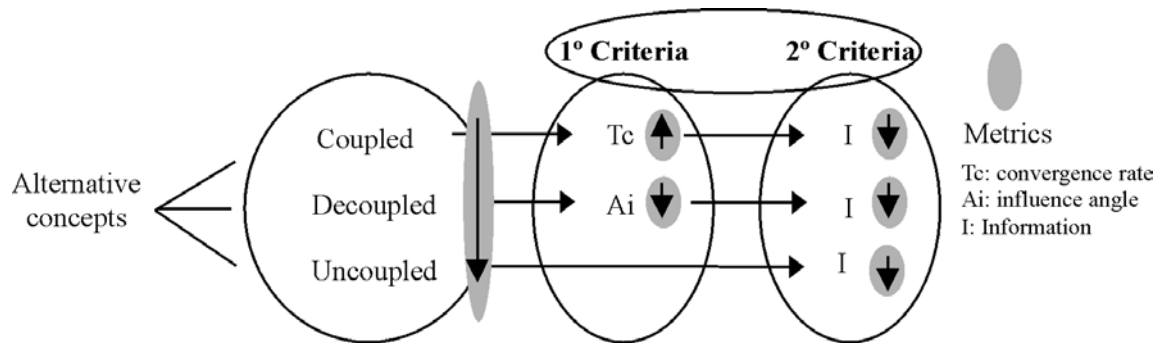 1º Criteria 2º Criteria
Alternative
concepts
Coupled Tc I
Decoupled Ai I
Uncoupled I
Metrics
Tc: convergence rate
Ai: influence angle
I: Information